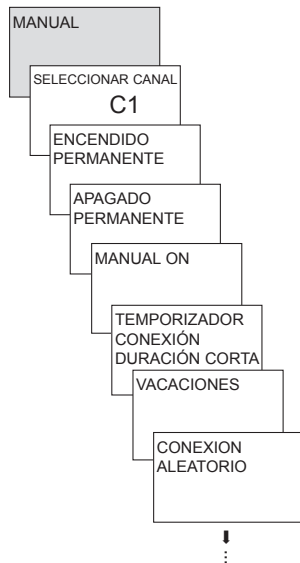 MANUAL
SELECCIONAR CANAL
C1
ENCENDIDO
PERMANENTE
APAGADO
PERMANENTE
MANUAL ON
TEMPORIZADOR
CONEXIÓN
DURACIÓN CORTA
VACACIONES
CONEXION
ALEATORIO